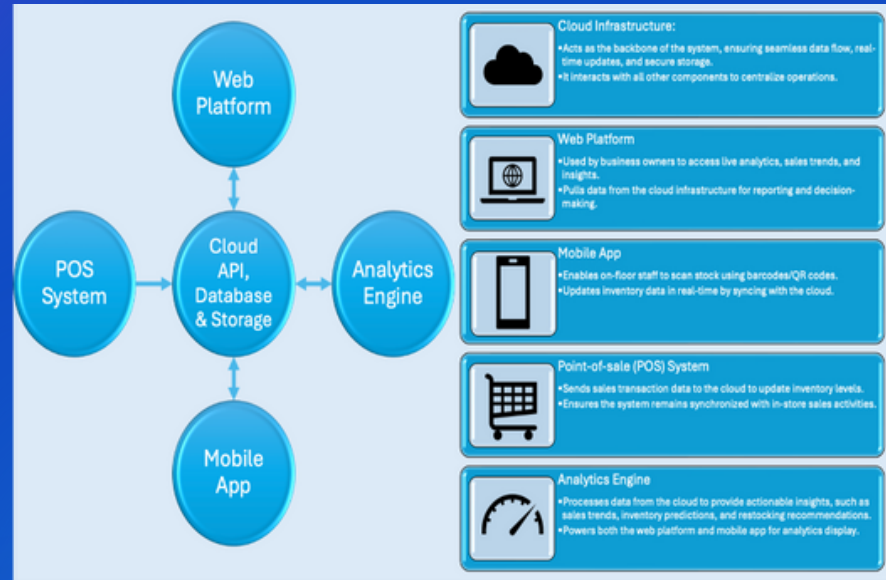 Web
Platform
POS
System
Cloud
API,
Database
& Storage
Analytics
Engine
Mobile
App
Cloud Infrastructure:
•Acts as the backbone of the system, ensuring seamless data flow, real-
time updates, and secure storage.
•It interacts with all other components to centralize operations.
Web Platform
•Used by business owners to access live analytics, sales trends, and
insights.
•Pulls data from the cloud infrastructure for reporting and decision-
making.
Mobile App
•Enables on-floor staff to scan stock using barcodes/QR codes.
•Updates inventory data in real-time by syncing with the cloud.
Point-of-sale (POS) System
•Sends sales transaction data to the cloud to update inventory levels.
•Ensures the system remains synchronized with in-store sales activities.
Analytics Engine
•Processes data from the cloud to provide actionable insights, such as
sales trends, inventory predictions, and restocking recommendations.
•Powers both the web platform and mobile app for analytics display.